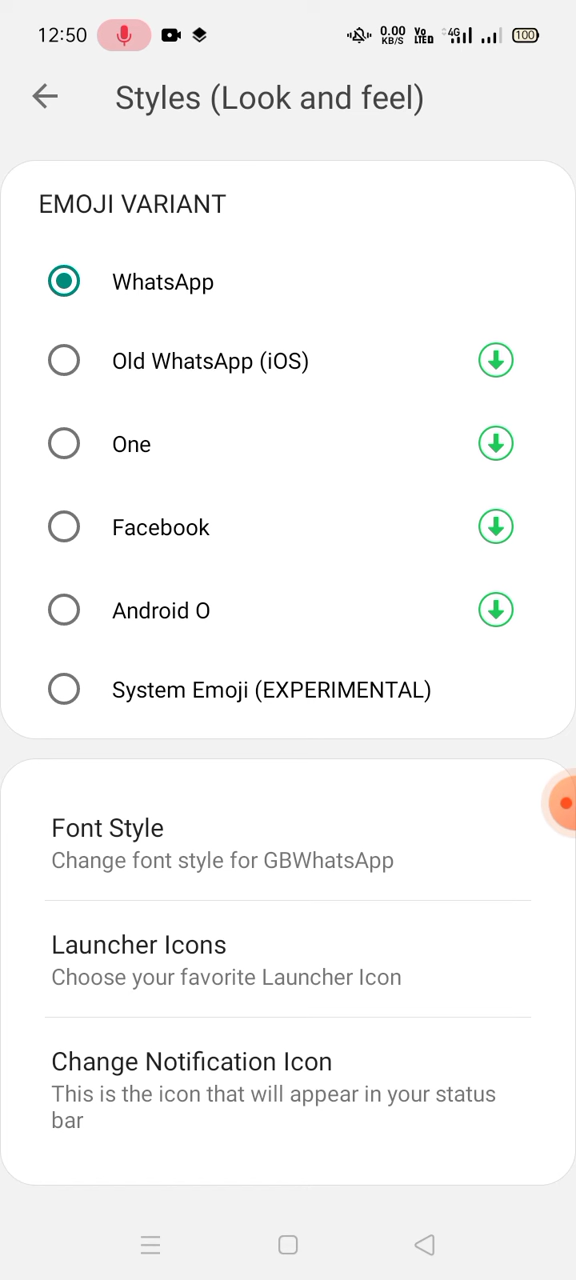 12:50 0.00 KB/S Vo LTED 4G 100
Styles (Look and feel)
EMOJI VARIANT
WhatsApp
Old WhatsApp (iOS)
One
Facebook
Android O
System Emoji (EXPERIMENTAL)
Font Style
Change font style for GBWhatsApp
Launcher Icons
Choose your favorite Launcher Icon
Change Notification Icon
This is the icon that will appear in your status
bar